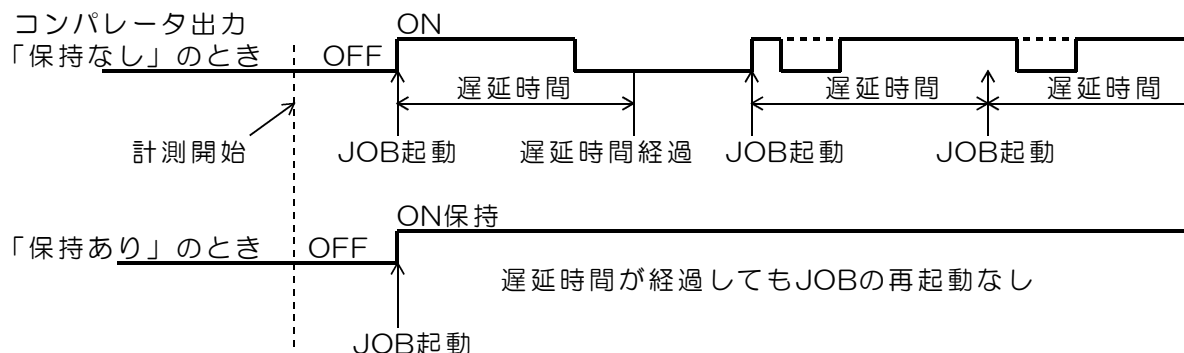 コンパレータ出力
「保持なし」のとき
OFF
ON
遅延時間
遅延時間
遅延時間
計測開始
JOB起動
遅延時間経過
JOB起動
JOB起動
「保持あり」のとき
OFF
ON保持
遅延時間が経過してもJOBの再起動なし
JOB起動